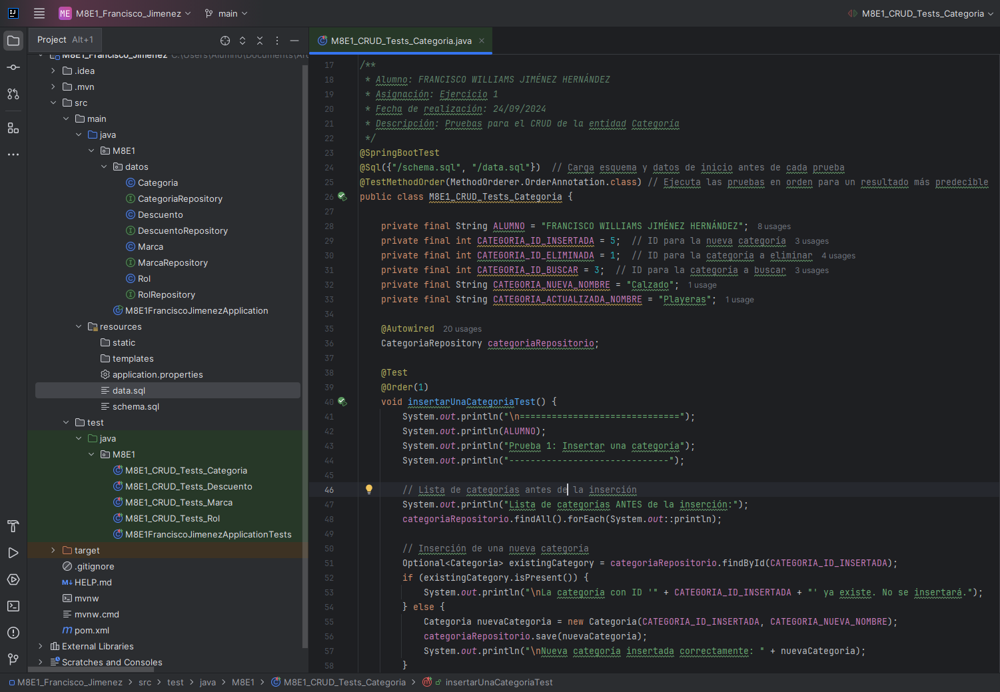 ME M8E1_Francisco_Jimenez main M8E1_CRUD_Tests_Categoria
Project Alt+1
M8E1_CRUD_Tests_Categoria.java
M8E1_Francisco_Jimenez C:\Users\Alumno\Documents\
.idea
.mvn
src
main
java
M8E1
datos
Categoria
CategoriaRepository
Descuento
DescuentoRepository
Marca
MarcaRepository
Rol
RolRepository
M8E1FranciscoJimenezApplication
resources
static
templates
application.properties
data.sql
schema.sql
test
java
M8E1
M8E1_CRUD_Tests_Categoria
M8E1_CRUD_Tests_Descuento
M8E1_CRUD_Tests_Marca
M8E1_CRUD_Tests_Rol
M8E1FranciscoJimenezApplicationTests
target
.gitignore
HELP.md
mvnw
mvnw.cmd
pom.xml
External Libraries
Scratches and Consoles
17 /**
18 * Alumno: FRANCISCO WILLIAMS JIMÉNEZ HERNÁNDEZ
19 * Asignación: Ejercicio 1
20 * Fecha de realización: 24/09/2024
21 * Descripción: Pruebas para el CRUD de la entidad Categoría
22 */
23 @SpringBootTest
24 @Sql({"/schema.sql", "/data.sql"})  // Carga esquema y datos de inicio antes de cada prueba
25 @TestMethodOrder(MethodOrderer.OrderAnnotation.class) // Ejecuta las pruebas en orden para un resultado más predecible
26 public class M8E1_CRUD_Tests_Categoria {
27
28 private final String ALUMNO = "FRANCISCO WILLIAMS JIMÉNEZ HERNÁNDEZ"; 8 usages
29 private final int CATEGORIA_ID_INSERTADA = 5;  // ID para la nueva categoría 3 usages
30 private final int CATEGORIA_ID_ELIMINADA = 1;  // ID para la categoría a eliminar 4 usages
31 private final int CATEGORIA_ID_BUSCAR = 3;  // ID para la categoría a buscar 3 usages
32 private final String CATEGORIA_NUEVA_NOMBRE = "Calzado"; 1 usage
33 private final String CATEGORIA_ACTUALIZADA_NOMBRE = "Playeras"; 1 usage
34
35 @Autowired 20 usages
36 CategoriaRepository categoriaRepositorio;
37
38 @Test
39 @Order(1)
40 void insertarUnaCategoriaTest() {
41 System.out.println("\n==============================");
42 System.out.println(ALUMNO);
43 System.out.println("Prueba 1: Insertar una categoría");
44 System.out.println("------------------------------");
45
46 // Lista de categorías antes de la inserción
47 System.out.println("Lista de categorías ANTES de la inserción:");
48 categoriaRepositorio.findAll().forEach(System.out::println);
49
50 // Inserción de una nueva categoría
51 Optional<Categoria> existingCategory = categoriaRepositorio.findById(CATEGORIA_ID_INSERTADA);
52 if (existingCategory.isPresent()) {
53 System.out.println("\nLa categoría con ID '" + CATEGORIA_ID_INSERTADA + "' ya existe. No se insertará.");
54 } else {
55 Categoria nuevaCategoria = new Categoria(CATEGORIA_ID_INSERTADA, CATEGORIA_NUEVA_NOMBRE);
56 categoriaRepositorio.save(nuevaCategoria);
57 System.out.println("\nNueva categoría insertada correctamente: " + nuevaCategoria);
58 }
M8E1_Francisco_Jimenez > src > test > java > M8E1 > M8E1_CRUD_Tests_Categoria > insertarUnaCategoriaTest